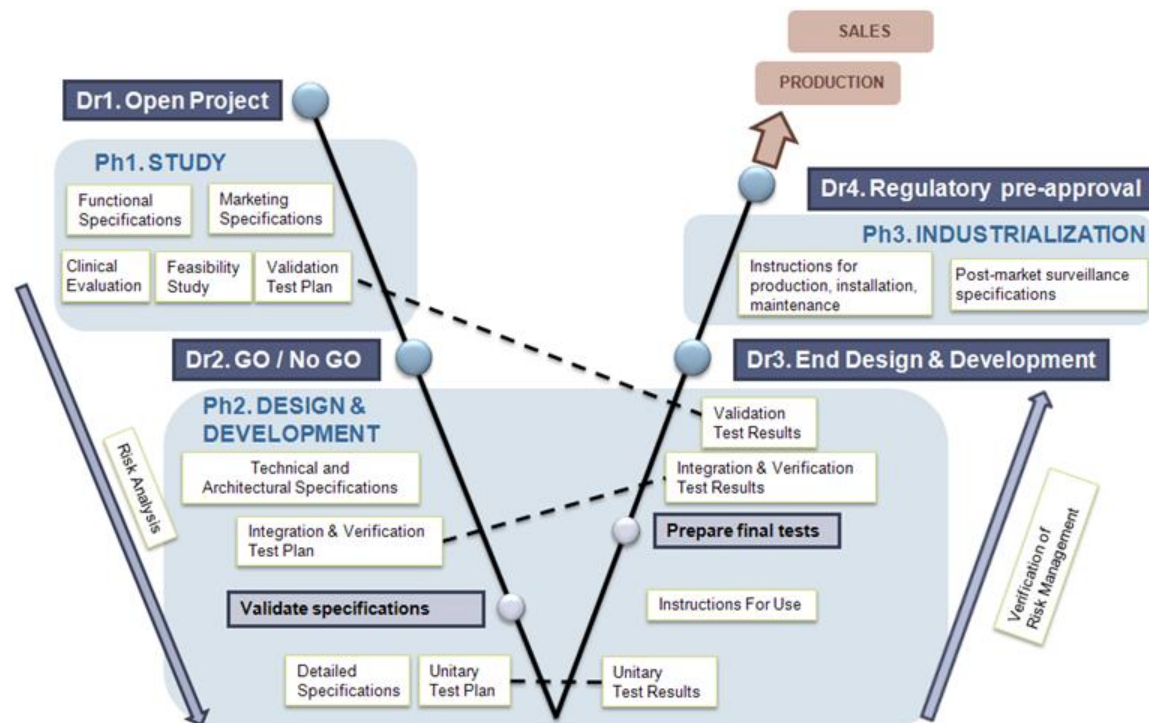 SALES
PRODUCTION
Dr1. Open Project
Ph1. STUDY
Functional
Specifications
Marketing
Specifications
Clinical
Evaluation
Feasibility
Study
Validation
Test Plan
Dr4. Regulatory pre-approval
Ph3. INDUSTRIALIZATION
Instructions for
production, installation,
maintenance
Post-market surveillance
specifications
Dr2. GO / No GO
Dr3. End Design & Development
Ph2. DESIGN &
DEVELOPMENT
Technical and
Architectural Specifications
Integration & Verification
Test Plan
Validate specifications
Detailed
Specifications
Unitary
Test Plan
Validation
Test Results
Integration & Verification
Test Results
Prepare final tests
Instructions For Use
Unitary
Test Results
Risk Analysis
Verification of
Risk Management